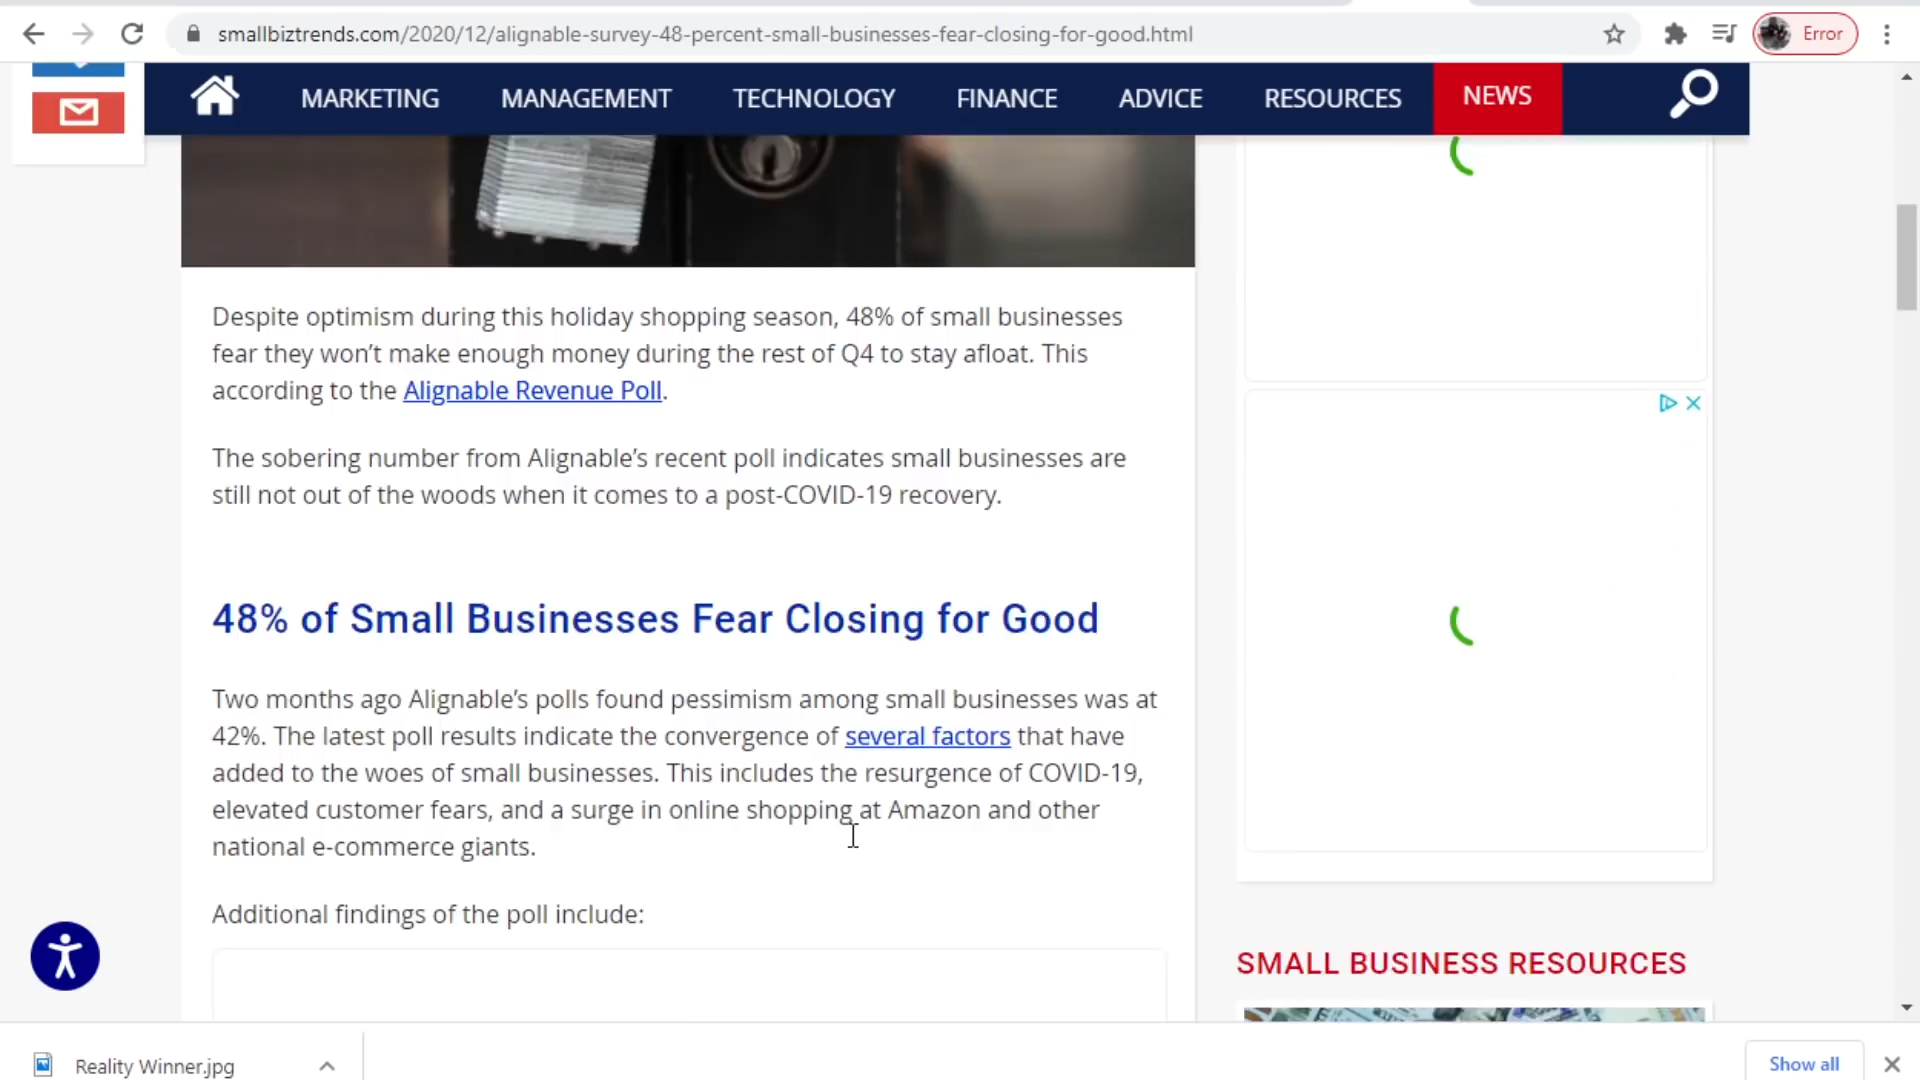 smallbiztrends.com/2020/12/alignable-survey-48-percent-small-businesses-fear-closing-for-good.html
Error
MARKETING MANAGEMENT TECHNOLOGY FINANCE ADVICE RESOURCES NEWS
Despite optimism during this holiday shopping season, 48% of small businesses
fear they won’t make enough money during the rest of Q4 to stay afloat. This
according to the Alignable Revenue Poll.
The sobering number from Alignable’s recent poll indicates small businesses are
still not out of the woods when it comes to a post-COVID-19 recovery.
48% of Small Businesses Fear Closing for Good
Two months ago Alignable’s polls found pessimism among small businesses was at
42%. The latest poll results indicate the convergence of several factors that have
added to the woes of small businesses. This includes the resurgence of COVID-19,
elevated customer fears, and a surge in online shopping at Amazon and other
national e-commerce giants.
Additional findings of the poll include:
SMALL BUSINESS RESOURCES
Reality Winner.jpg
Show all